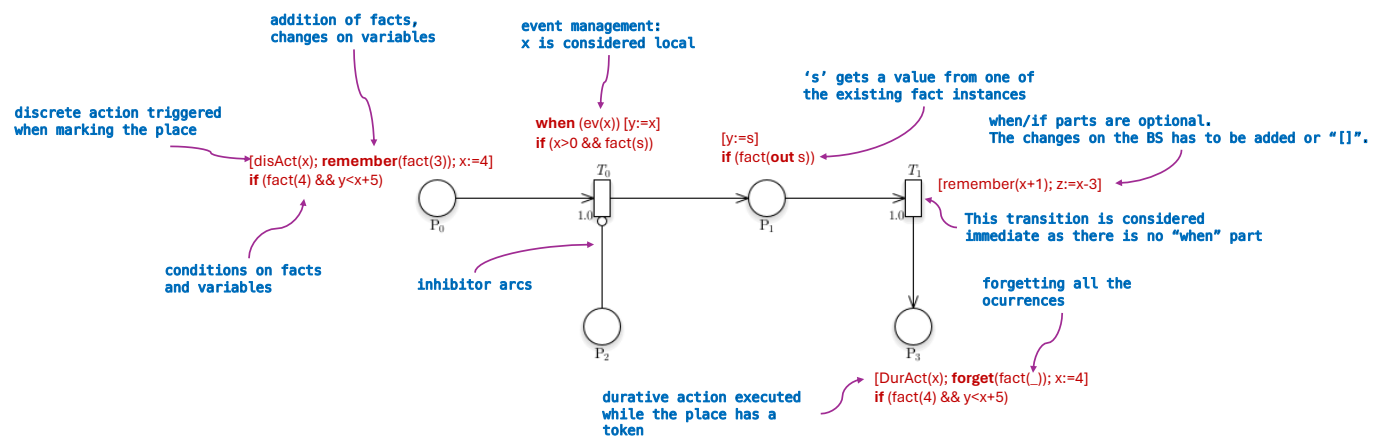 addition of facts,
changes on variables
event management:
x is considered local
‘s’ gets a value from one of
the existing fact instances
discrete action triggered
when marking the place
when/if parts are optional.
The changes on the BS has to be added or “[]”.
[disAct(x); remember(fact(3)); x:=4]
if (fact(4) && y<x+5)
when (ev(x)) [y:=x]
if (x>0 && fact(s))
[y:=s]
if (fact(out s))
T0
T1
[remember(x+1); z:=x-3]
1.0
1.0
P0
P1
This transition is considered
immediate as there is no “when” part
conditions on facts
and variables
inhibitor arcs
forgetting all the
ocurrences
P2
P3
[DurAct(x); forget(fact(_)); x:=4]
if (fact(4) && y<x+5)
durative action executed
while the place has a
token